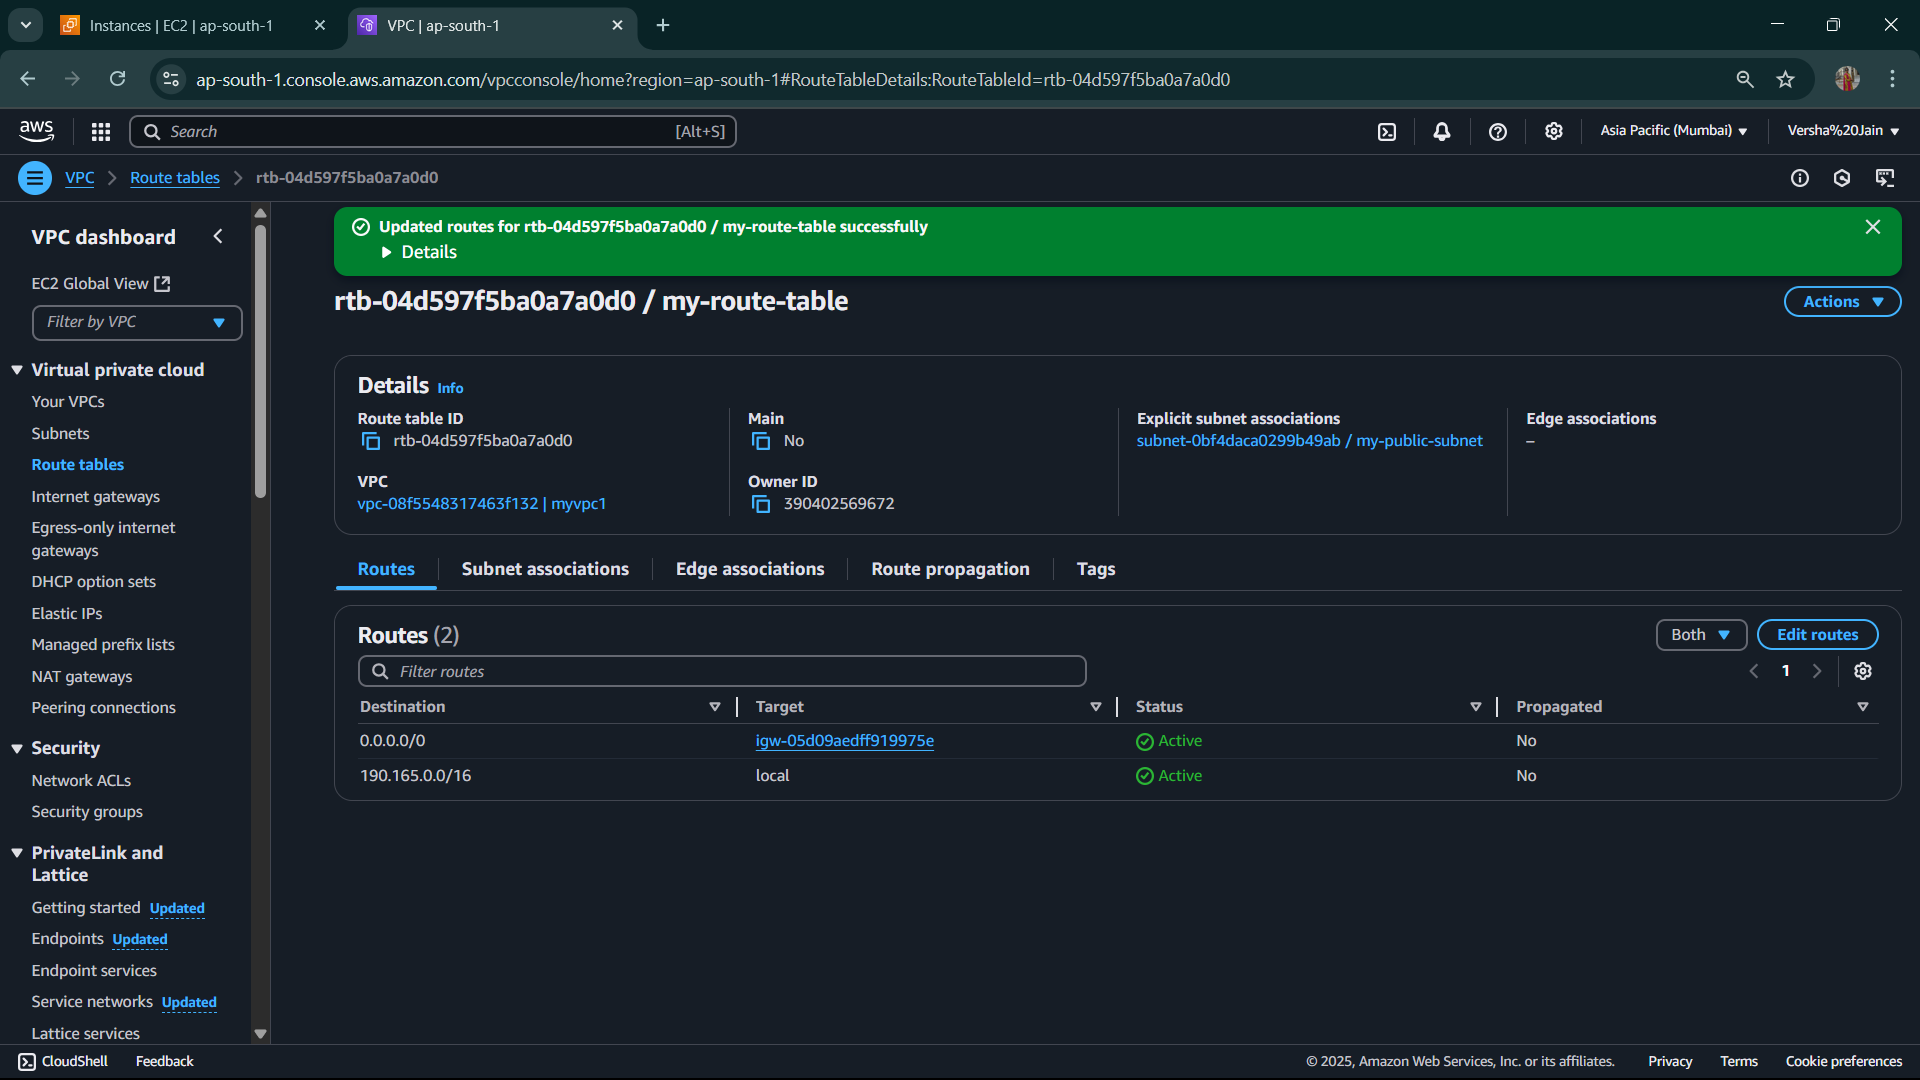 Instances | EC2 | ap-south-1
VPC | ap-south-1
ap-south-1.console.aws.amazon.com/vpcconsole/home?region=ap-south-1#RouteTableDetails:RouteTableId=rtb-04d597f5ba0a7a0d0
aws
Search [Alt+S]
Asia Pacific (Mumbai)
Versha%20Jain
VPC
Route tables
rtb-04d597f5ba0a7a0d0
VPC dashboard
EC2 Global View
Filter by VPC
Virtual private cloud
Your VPCs
Subnets
Route tables
Internet gateways
Egress-only internet
gateways
DHCP option sets
Elastic IPs
Managed prefix lists
NAT gateways
Peering connections
Security
Network ACLs
Security groups
PrivateLink and
Lattice
Getting started Updated
Endpoints Updated
Endpoint services
Service networks Updated
Lattice services
Updated routes for rtb-04d597f5ba0a7a0d0 / my-route-table successfully
Details
rtb-04d597f5ba0a7a0d0 / my-route-table
Actions
Details Info
Route table ID
rtb-04d597f5ba0a7a0d0
Main
No
Explicit subnet associations
subnet-0bf4daca0299b49ab / my-public-subnet
Edge associations
–
VPC
vpc-08f5548317463f132 | myvpc1
Owner ID
390402569672
Routes
Subnet associations
Edge associations
Route propagation
Tags
Routes (2)
Both
Edit routes
Filter routes
1
Destination Target Status Propagated
0.0.0.0/0 igw-05d09aedff919975e Active No
190.165.0.0/16 local Active No
CloudShell
Feedback
© 2025, Amazon Web Services, Inc. or its affiliates.
Privacy
Terms
Cookie preferences